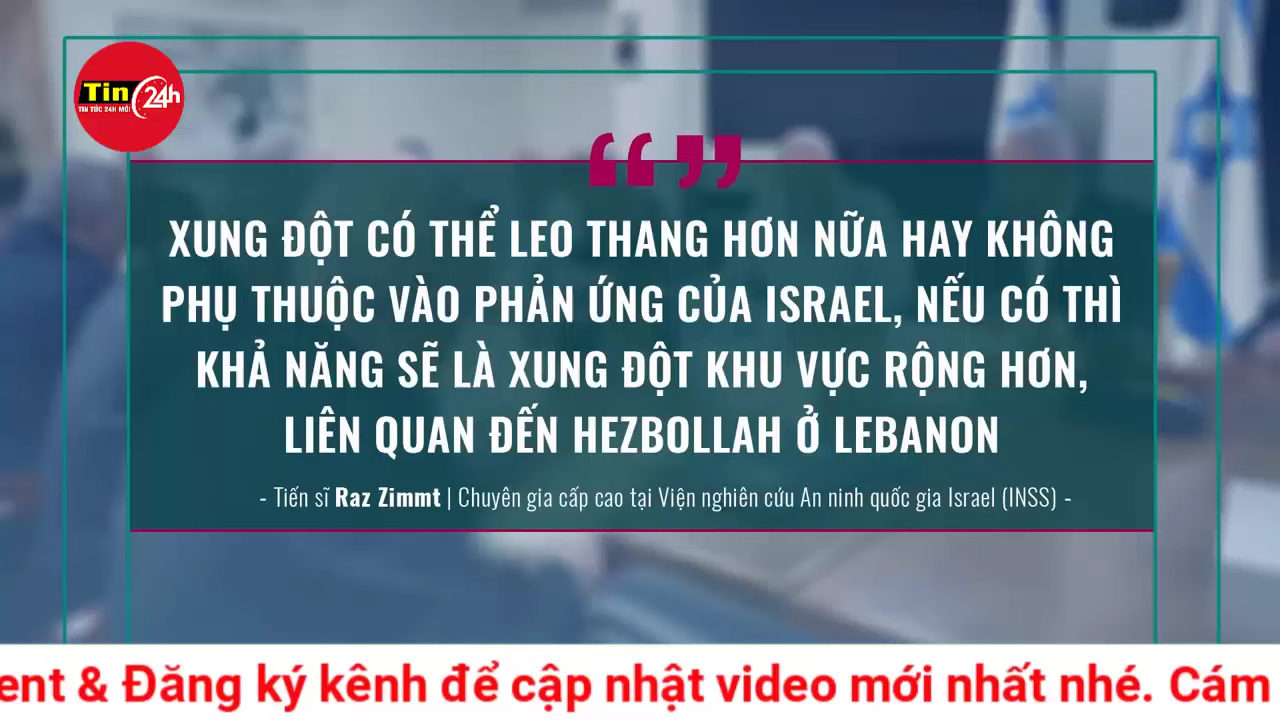 Tin 24h
TIN TỨC 24H MỚI
XUNG ĐỘT CÓ THỂ LEO THANG HƠN NỮA HAY KHÔNG
PHỤ THUỘC VÀO PHẢN ỨNG CỦA ISRAEL, NẾU CÓ THÌ
KHẢ NĂNG SẼ LÀ XUNG ĐỘT KHU VỰC RỘNG HƠN,
LIÊN QUAN ĐẾN HEZBOLLAH Ở LEBANON
- Tiến sĩ Raz Zimmt | Chuyên gia cấp cao tại Viện nghiên cứu An ninh quốc gia Israel (INSS) -
ent & Đăng ký kênh để cập nhật video mới nhất nhé. Cám